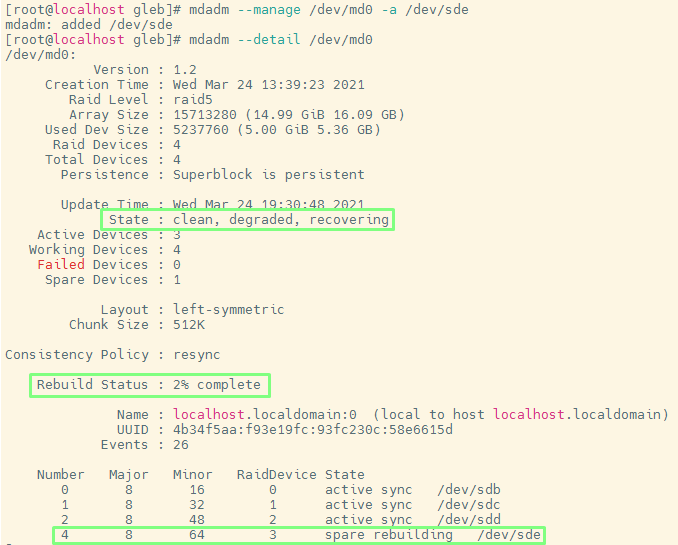 [root@localhost gleb]# mdadm --manage /dev/md0 -a /dev/sde
mdadm: added /dev/sde
[root@localhost gleb]# mdadm --detail /dev/md0
/dev/md0:
Version : 1.2
Creation Time : Wed Mar 24 13:39:23 2021
Raid Level : raid5
Array Size : 15713280 (14.99 GiB 16.09 GB)
Used Dev Size : 5237760 (5.00 GiB 5.36 GB)
Raid Devices : 4
Total Devices : 4
Persistence : Superblock is persistent
Update Time : Wed Mar 24 19:30:48 2021
State : clean, degraded, recovering
Active Devices : 3
Working Devices : 4
Failed Devices : 0
Spare Devices : 1
Layout : left-symmetric
Chunk Size : 512K
Consistency Policy : resync
Rebuild Status : 2% complete
Name : localhost.localdomain:0 (local to host localhost.localdomain)
UUID : 4b34f5aa:f93e19fc:93fc230c:58e6615d
Events : 26
Number Major Minor RaidDevice State
0 8 16 0 active sync /dev/sdb
1 8 32 1 active sync /dev/sdc
2 8 48 2 active sync /dev/sdd
4 8 64 3 spare rebuilding /dev/sde